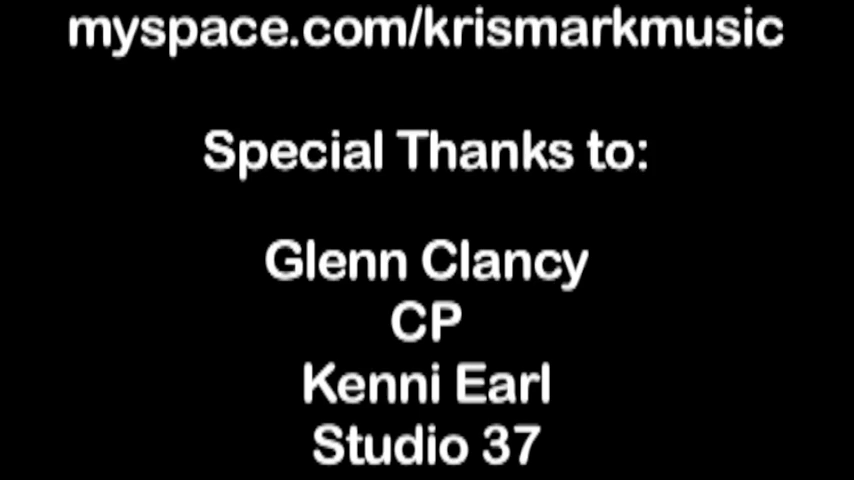 myspace.com/krismarkmusic
Special Thanks to:
Glenn Clancy
CP
Kenni Earl
Studio 37